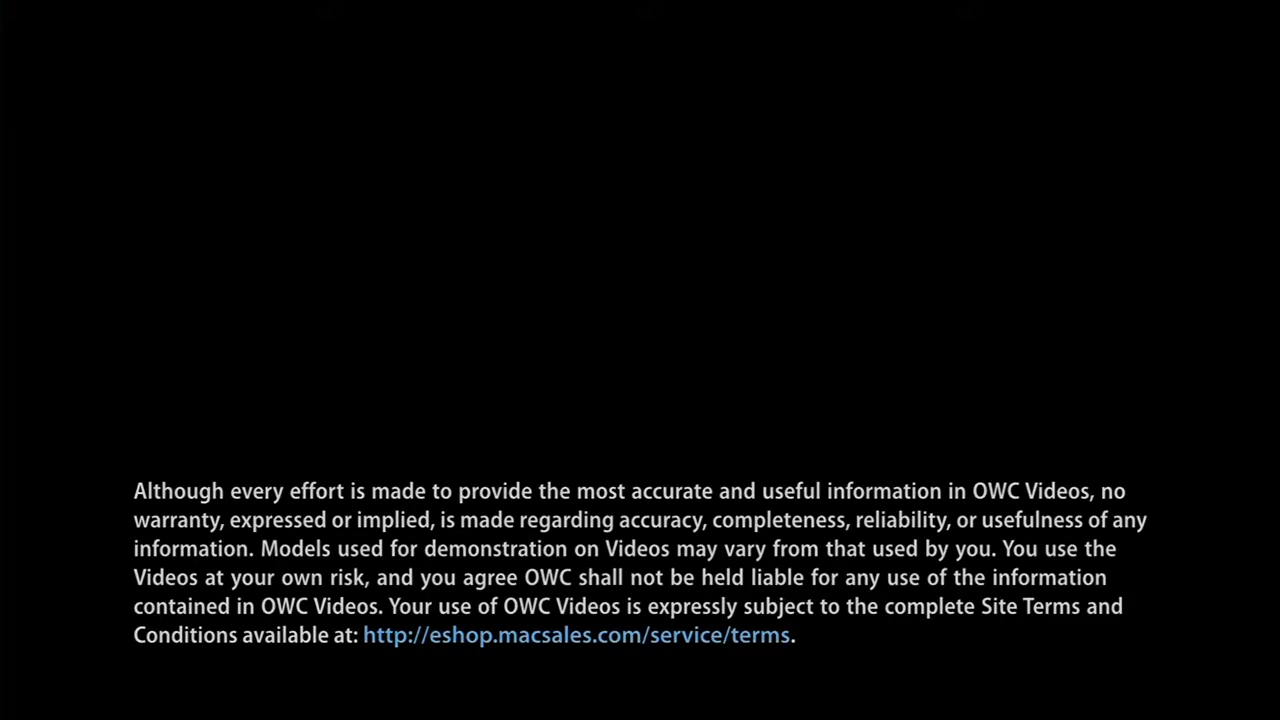 Although every effort is made to provide the most accurate and useful information in OWC Videos, no
warranty, expressed or implied, is made regarding accuracy, completeness, reliability, or usefulness of any
information. Models used for demonstration on Videos may vary from that used by you. You use the
Videos at your own risk, and you agree OWC shall not be held liable for any use of the information
contained in OWC Videos. Your use of OWC Videos is expressly subject to the complete Site Terms and
Conditions available at: http://eshop.macsales.com/service/terms.